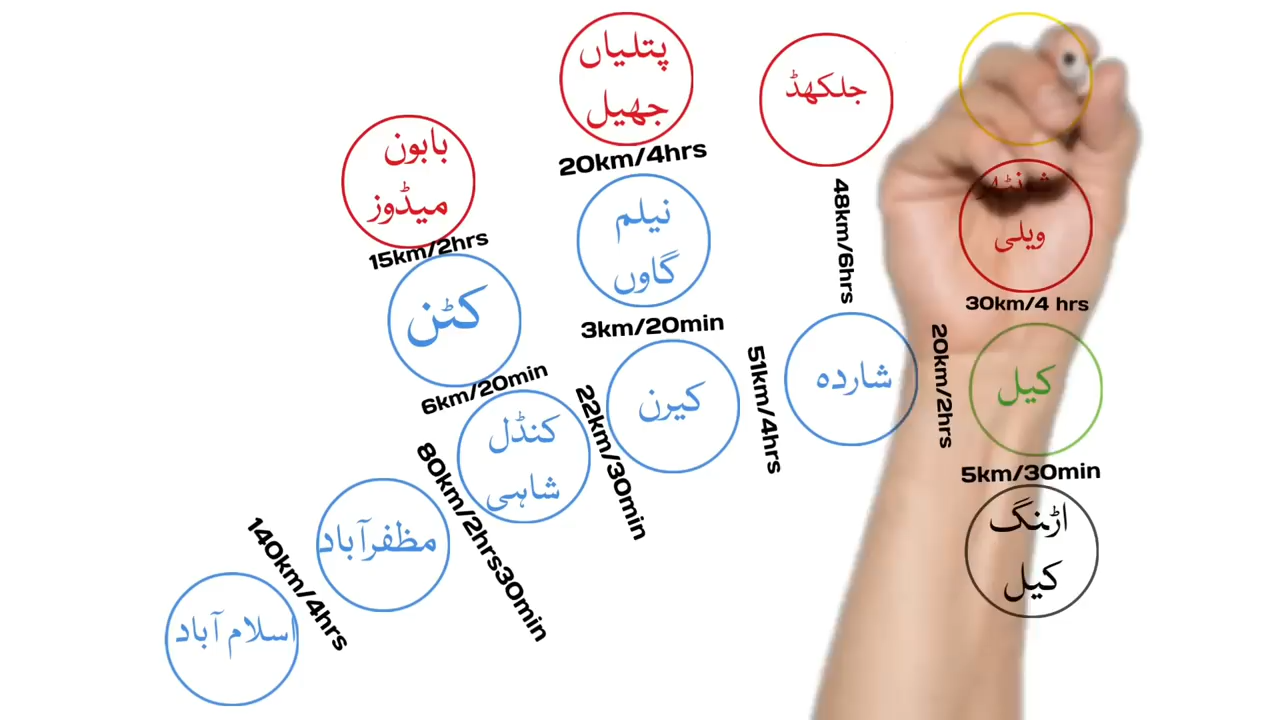 پتلیاں
جھیل
جلکھڈ
بابون
میڈوز
20km/4hrs
شونٹھر
ویلی
نیلم
گاوں
15km/2hrs
48km/6hrs
30km/4 hrs
کٹن
3km/20min
کیل
شاردہ
20km/2hrs
6km/20min
کیرن
51km/4hrs
22km/30min
کنڈل
شاہی
5km/30min
اڑنگ
کیل
80km/2hrs30min
مظفرآباد
140km/4hrs
اسلام آباد